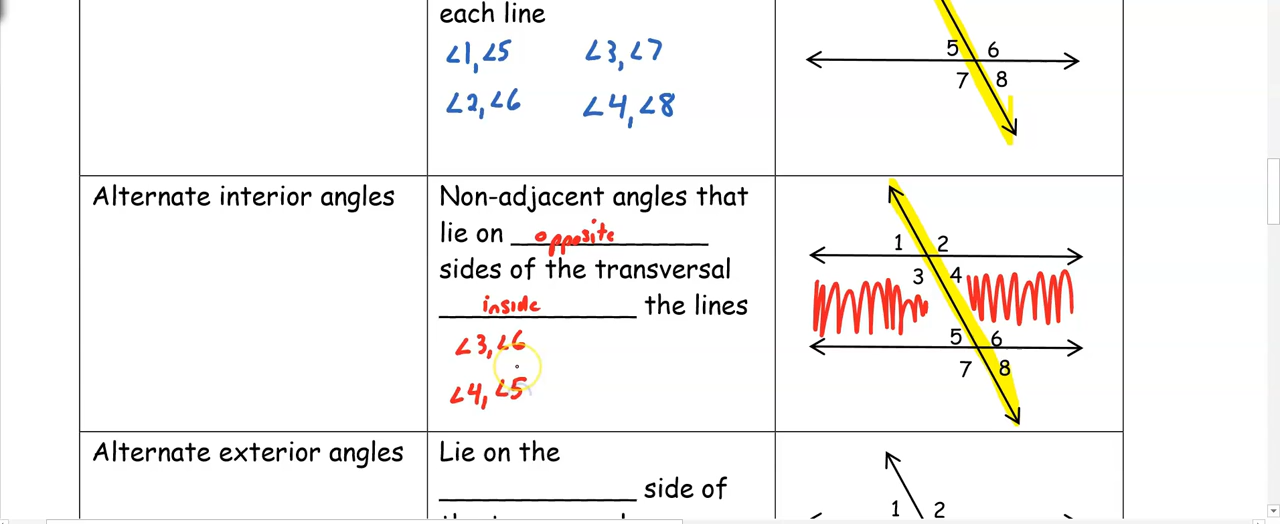 each line
∠1, ∠5 ∠3, ∠7
∠2, ∠6 ∠4, ∠8
5 6
7 8
Alternate interior angles
Non-adjacent angles that
lie on opposite
sides of the transversal
inside the lines
∠3, ∠6
∠4, ∠5
1 2
3 4
5 6
7 8
Alternate exterior angles
Lie on the
____________ side of
1 2